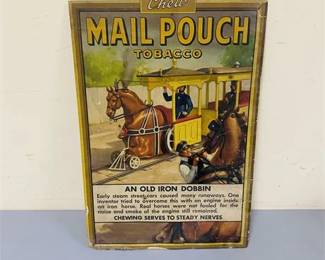 Chew
MAIL POUCH
TOBACCO
AN OLD IRON DOBBIN
Early steam street cars caused many runaways. One
inventor tried to overcome this with an engine inside
an iron horse. Real horses were not fooled for the
noise and smoke of the engine still remained.
CHEWING SERVES TO STEADY NERVES